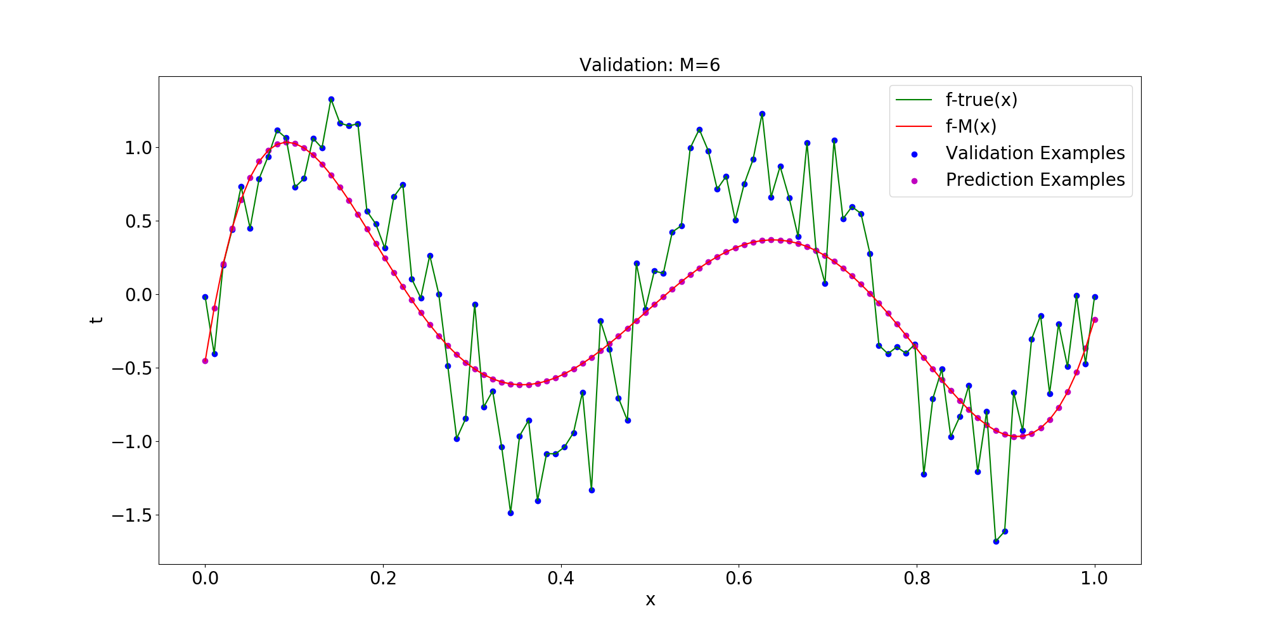 Validation: M=6
f-true(x)
f-M(x)
Validation Examples
Prediction Examples
1.0
0.5
0.0
−0.5
−1.0
−1.5
t
0.0 0.2 0.4 0.6 0.8 1.0
x